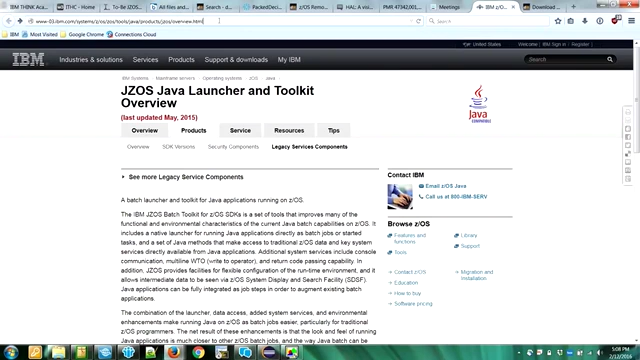 IBM THINK Acade...
ITHC - Home
To-Be JZOS...
All files and...
Search - d...
PackedDeci...
z/OS Remo...
HAL: A vi...
PMR 47342,001...
Meetings
IBM z/O...
Download ...
www-03.ibm.com/systems/z/os/zos/tools/java/products/jzos/overview.html
Search
Most Visited
Google Chrome
Connections
United States
Welcome
IBM Sign in
Register
IBM
Industries & solutions
Services
Products
Support & downloads
My IBM
Search
IBM Systems
Mainframe servers
Operating systems
z/OS
Java
JZOS Java Launcher and Toolkit
Overview
(last updated May, 2015)
JAVA
COMPATIBLE
Overview
Products
Service
Resources
Tips
Overview
SDK Versions
Security Components
Legacy Services Components
See more Legacy Service Components
A batch launcher and toolkit for Java applications running on z/OS.
The IBM JZOS Batch Toolkit for z/OS SDKs is a set of tools that improves many of the
functional and environmental characteristics of the current Java batch capabilities on z/OS. It
includes a native launcher for running Java applications directly as batch jobs or started
tasks, and a set of Java methods that make access to traditional z/OS data and key system
services directly available from Java applications. Additional system services include console
communication, multiline WTO (write to operator), and return code passing capability. In
addition, JZOS provides facilities for flexible configuration of the run-time environment, and it
allows intermediate data to be seen via z/OS System Display and Search Facility (SDSF).
Java applications can be fully integrated as job steps in order to augment existing batch
applications.
The combination of the launcher, data access, added system services, and environmental
enhancements make running Java on z/OS as batch jobs easier, particularly for traditional
z/OS programmers. The net result of these enhancements is that the look and feel of running
Java applications is much closer to other z/OS batch jobs, and the way Java batch can be
Contact IBM
Email z/OS Java
Call us at 800-IBM-SERV
Browse z/OS
Features and
functions
Library
Support
Tools
Contact z/OS
Education
How to buy
Software pricing
Migration and
Installation
5:08 PM
2/12/2016